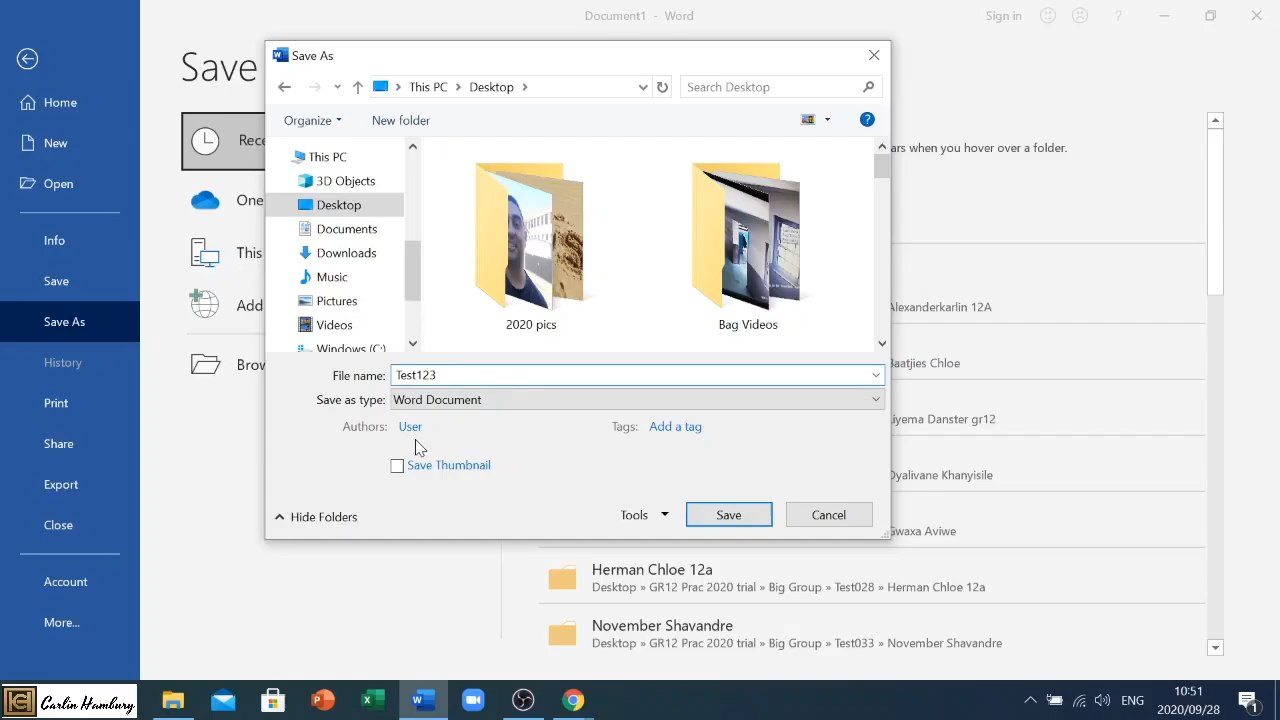 Document1 - Word
Sign in
?
Home
New
Open
Info
Save
Save As
History
Print
Share
Export
Close
Account
More...
Save
Rece
One
This
Add
Brow
Save As
This PC
Desktop
Search Desktop
Organize
New folder
?
This PC
3D Objects
Desktop
Documents
Downloads
Music
Pictures
Videos
Windows (C:)
2020 pics
Bag Videos
File name: Test123
Save as type: Word Document
Authors: User
Tags: Add a tag
Save Thumbnail
Hide Folders
Tools
Save
Cancel
ars when you hover over a folder.
Alexanderkarlin 12A
Baatjies Chloe
iyema Danster gr12
Dyalivane Khanyisile
Gwaxa Aviwe
Herman Chloe 12a
Desktop » GR12 Prac 2020 trial » Big Group » Test028 » Herman Chloe 12a
November Shavandre
Desktop » GR12 Prac 2020 trial » Big Group » Test033 » November Shavandre
Carlin Hambury
ENG
10:51
2020/09/28
1